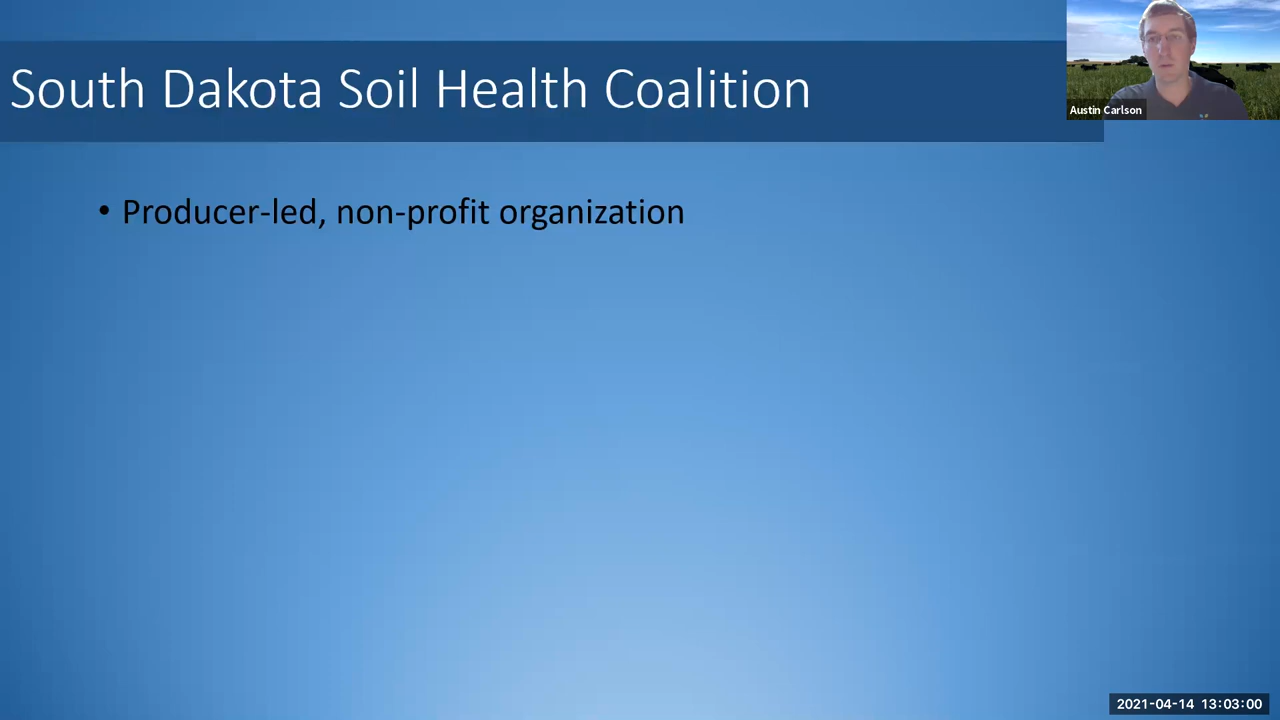 South Dakota Soil Health Coalition
Austin Carlson
• Producer-led, non-profit organization
2021-04-14 13:03:00